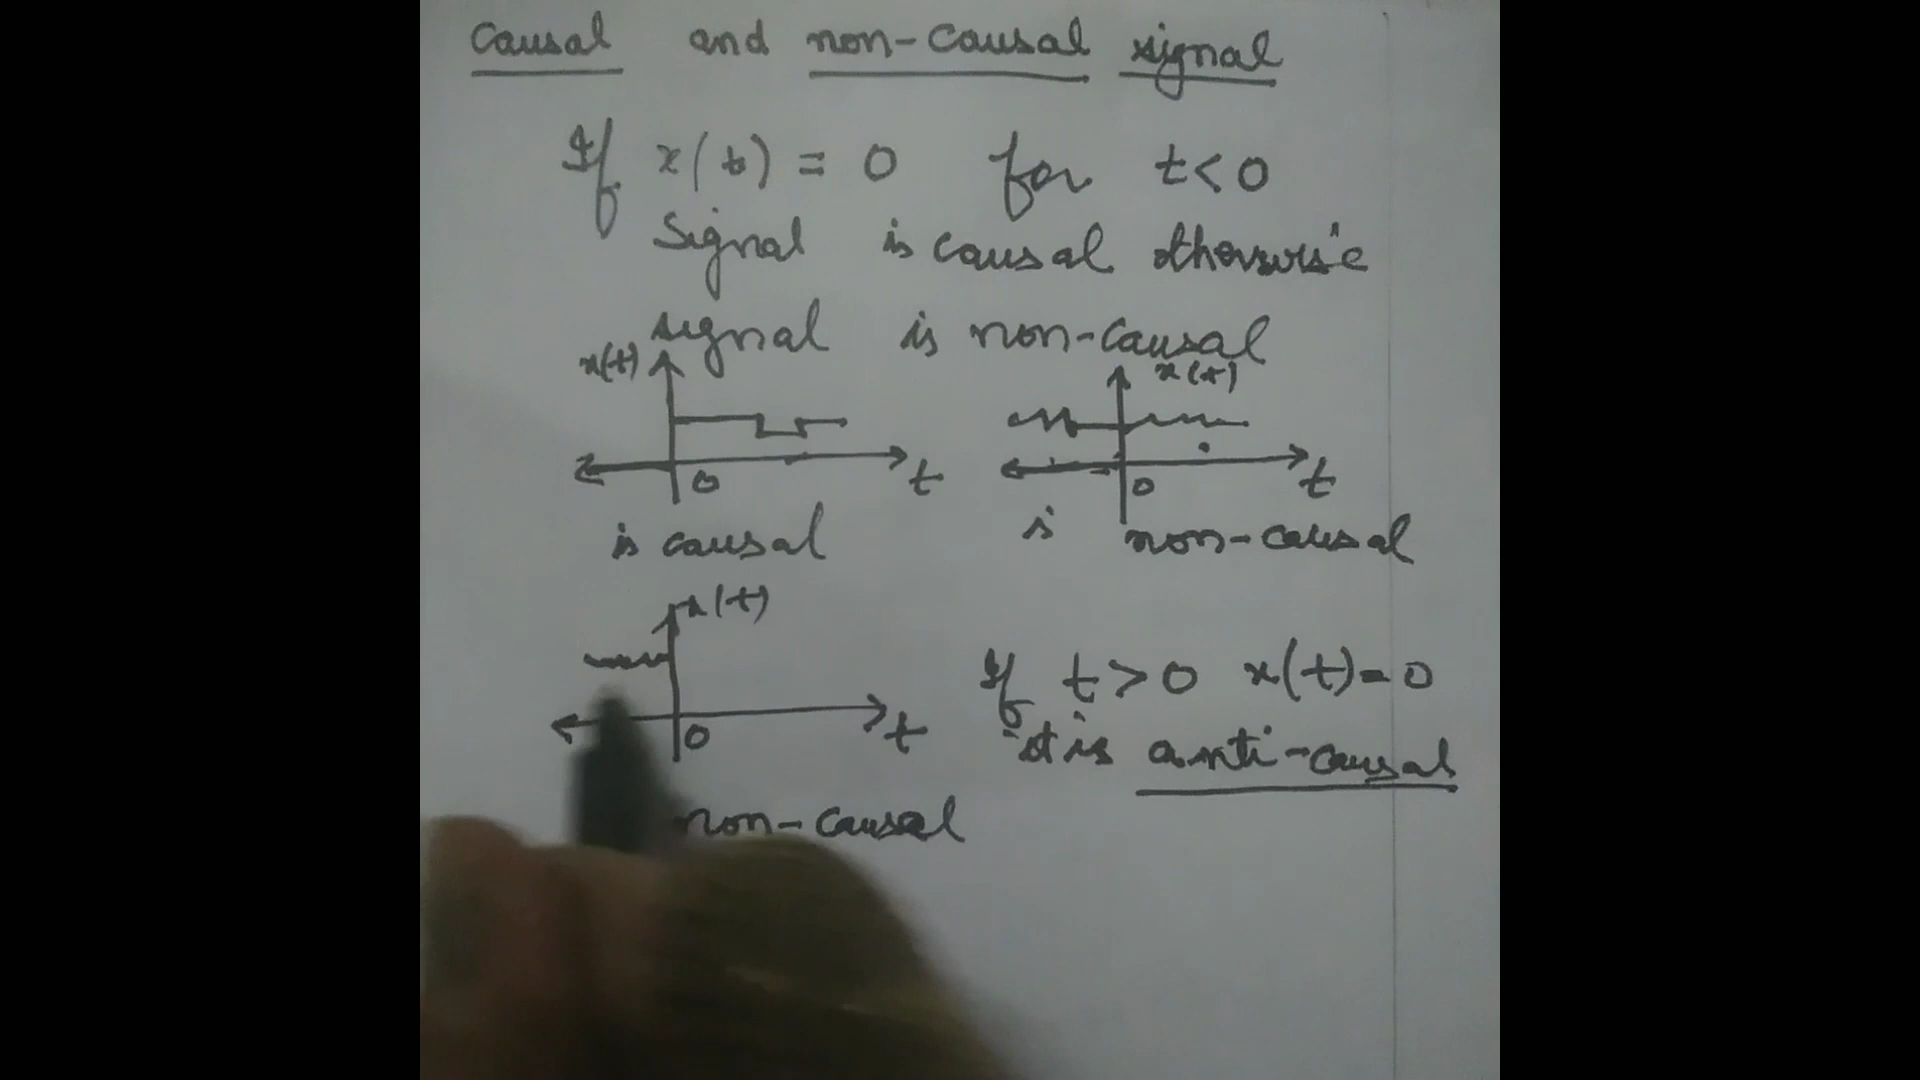 Causal and non-causal signal
If x(t) = 0 for t<0
Signal is causal otherwise
signal is non-causal
x(t)
0
t
is causal
x(t)
0
t
is non-causal
x(t)
0
t
non-causal
If t>0 x(t)=0
it is anti-causal